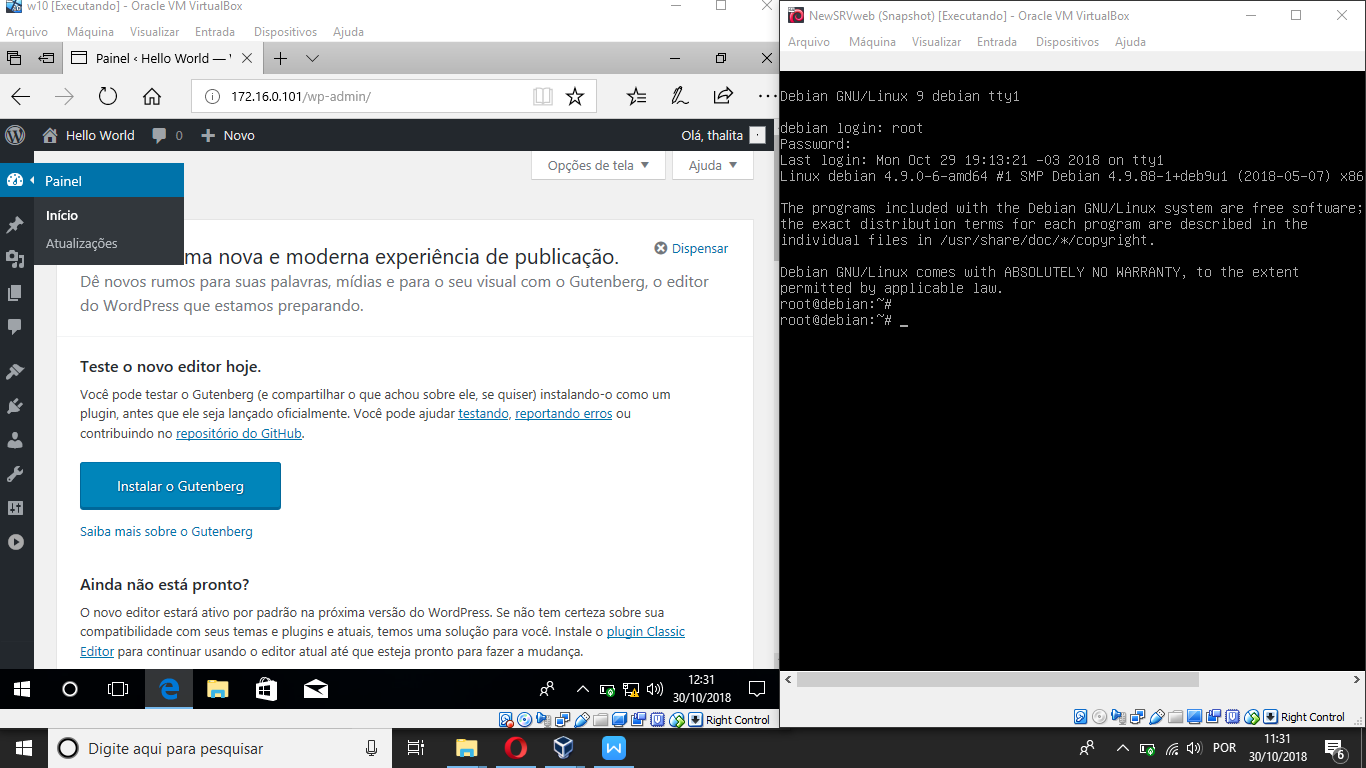 w10 [Executando] - Oracle VM VirtualBox
Arquivo Máquina Visualizar Entrada Dispositivos Ajuda
Painel ‹ Hello World — 
172.16.0.101/wp-admin/
Hello World 0 Novo Olá, thalita
Painel
Início
Atualizações
Opções de tela Ajuda
ma nova e moderna experiência de publicação.
Dispensar
Dê novos rumos para suas palavras, mídias e para o seu visual com o Gutenberg, o editor
do WordPress que estamos preparando.
Teste o novo editor hoje.
Você pode testar o Gutenberg (e compartilhar o que achou sobre ele, se quiser) instalando-o como um
plugin, antes que ele seja lançado oficialmente. Você pode ajudar testando, reportando erros ou
contribuindo no repositório do GitHub.
Instalar o Gutenberg
Saiba mais sobre o Gutenberg
Ainda não está pronto?
O novo editor estará ativo por padrão na próxima versão do WordPress. Se não tem certeza sobre sua
compatibilidade com seus temas e plugins e atuais, temos uma solução para você. Instale o plugin Classic
Editor para continuar usando o editor atual até que esteja pronto para fazer a mudança.
12:31
30/10/2018
Right Control
NewSRVweb (Snapshot) [Executando] - Oracle VM VirtualBox
Arquivo Máquina Visualizar Entrada Dispositivos Ajuda
Debian GNU/Linux 9 debian tty1
debian login: root
Password:
Last login: Mon Oct 29 19:13:21 -03 2018 on tty1
Linux debian 4.9.0-6-amd64 #1 SMP Debian 4.9.88-1+deb9u1 (2018-05-07) x86
The programs included with the Debian GNU/Linux system are free software;
the exact distribution terms for each program are described in the
individual files in /usr/share/doc/*/copyright.
Debian GNU/Linux comes with ABSOLUTELY NO WARRANTY, to the extent
permitted by applicable law.
root@debian:~#
root@debian:~# _
Right Control
Digite aqui para pesquisar
POR
11:31
30/10/2018
6